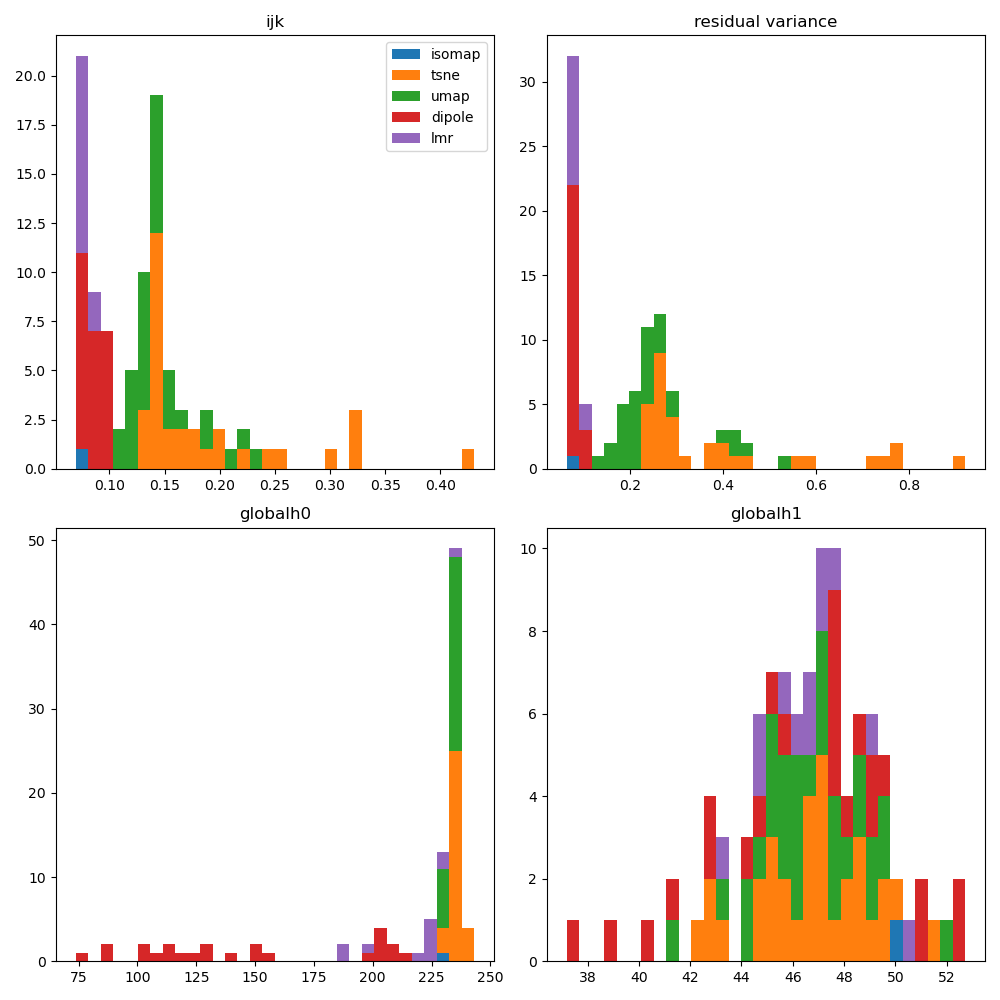 ijk
20.0
17.5
15.0
12.5
10.0
7.5
5.0
2.5
0.0
0.10 0.15 0.20 0.25 0.30 0.35 0.40
isomap
tsne
umap
dipole
lmr
residual variance
30
25
20
15
10
5
0
0.2 0.4 0.6 0.8
globalh0
50
40
30
20
10
0
75 100 125 150 175 200 225 250
globalh1
10
8
6
4
2
0
38 40 42 44 46 48 50 52